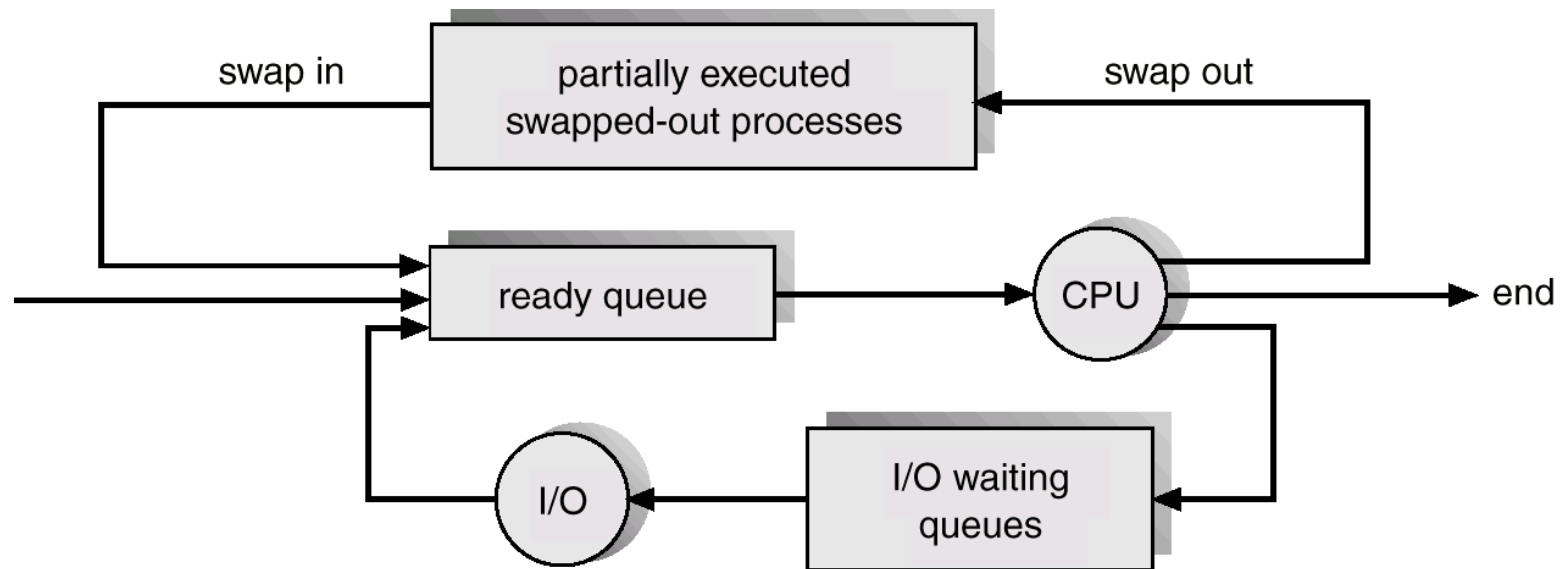 swap in
partially executed
swapped-out processes
swap out
ready queue
CPU
end
I/O
I/O waiting
queues